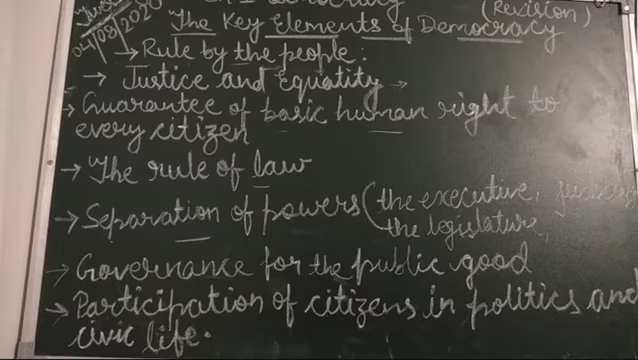 Democracy (Revision)
04/08/2020
The Key Elements of Democracy
→ Rule by the people:
→ Justice and Equality →
→ Guarantee of basic human right to
every citizen
→ The rule of law
→ Separation of powers (the executive,
the legislature,
→ Governance for the public good
→ Participation of citizens in politics and
civic life.